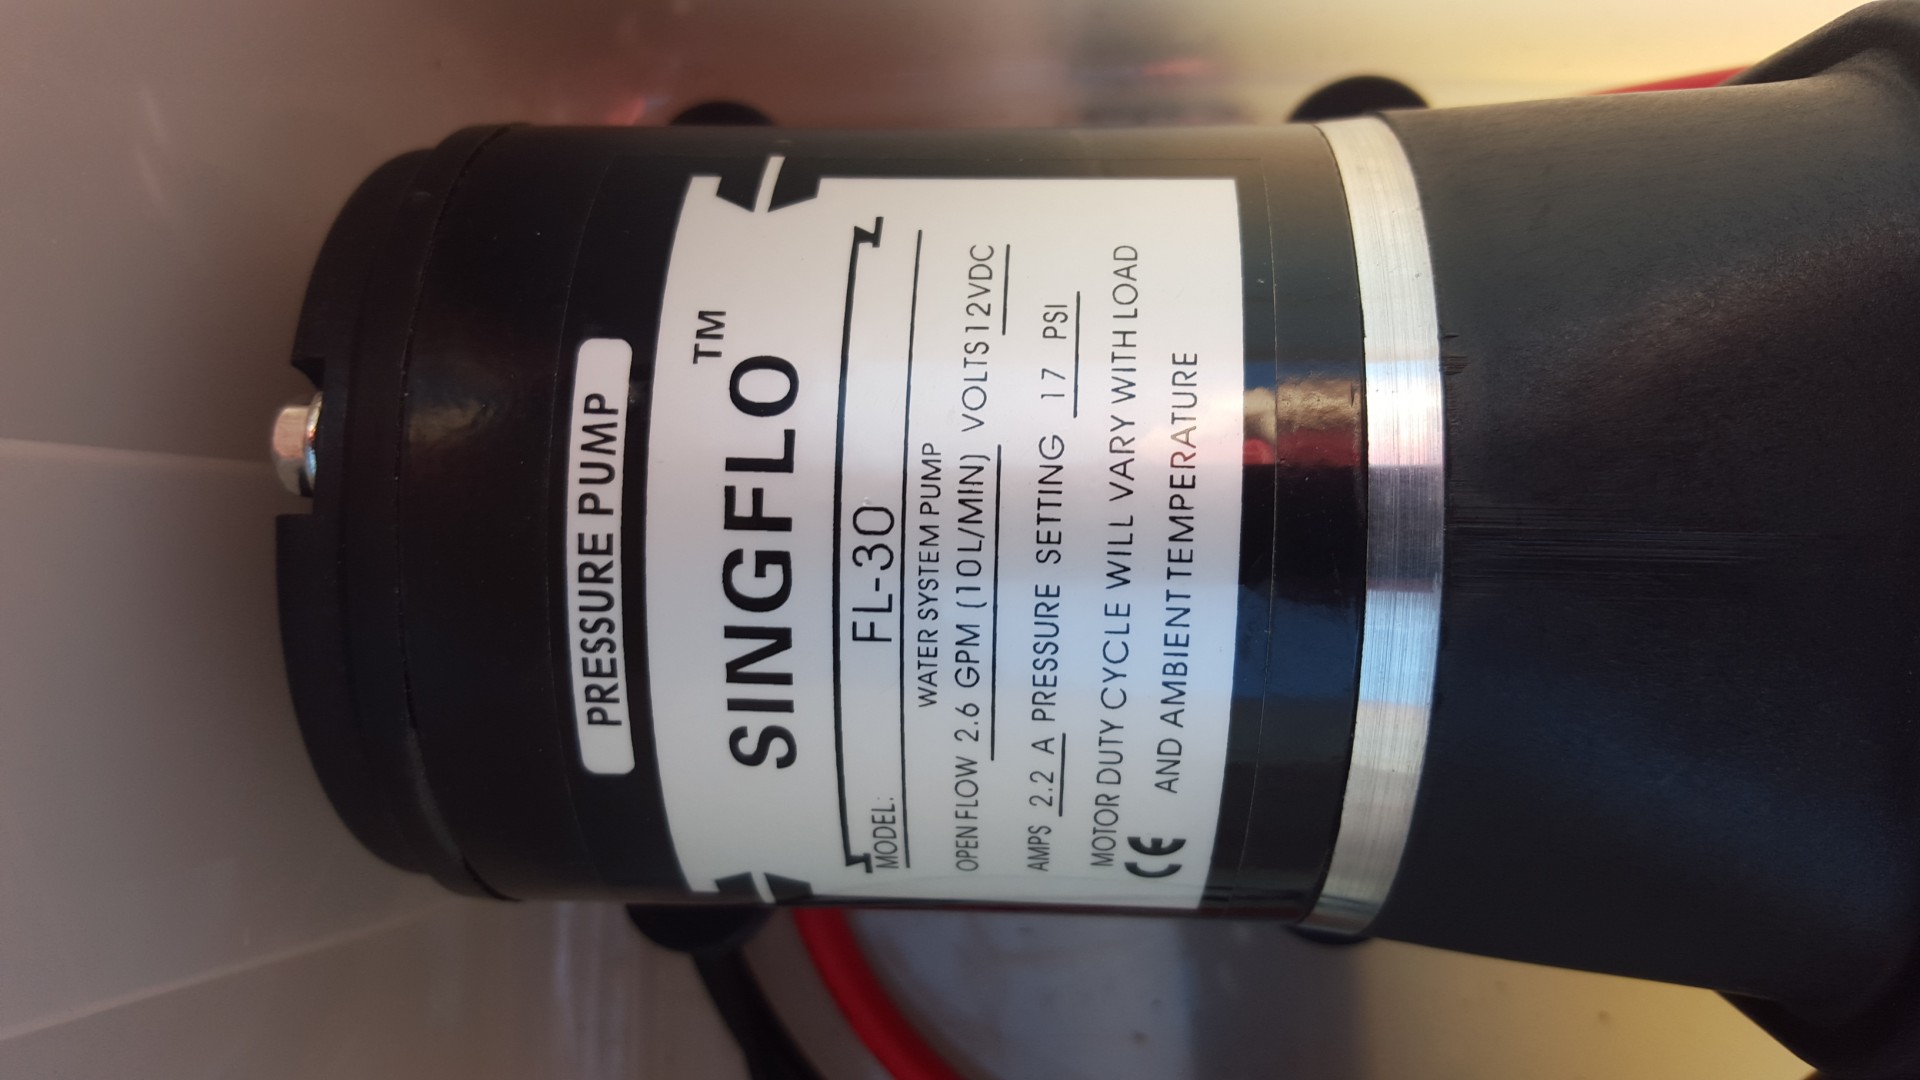 PRESSURE PUMP
SINGFLO™
MODEL: FL-30
WATER SYSTEM PUMP
OPEN FLOW 2.6 GPM (10L/MIN) VOLTS 12VDC
AMPS 2.2 A PRESSURE SETTING 17 PSI
MOTOR DUTY CYCLE WILL VARY WITH LOAD
CE AND AMBIENT TEMPERATURE